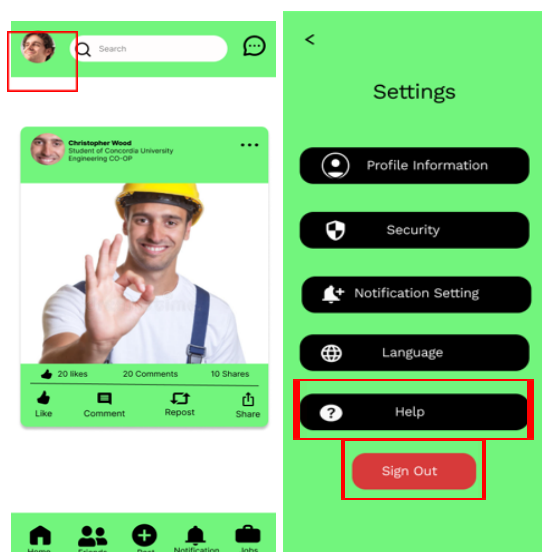 Search
Christopher Wood
Student of Concordia University
Engineering CO-OP
20 likes 20 Comments 10 Shares
Like Comment Repost Share
Home Friends Post Notification Jobs
<
Settings
Profile Information
Security
Notification Setting
Language
Help
Sign Out